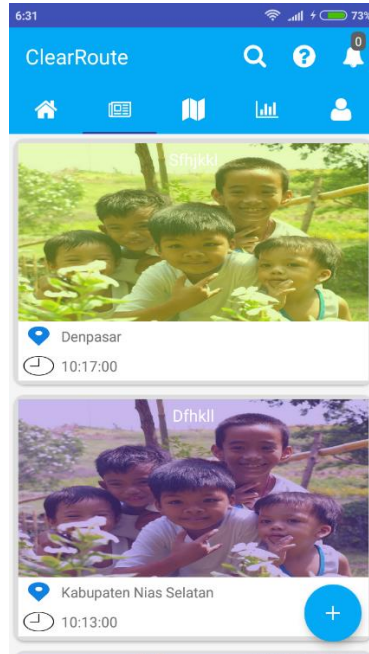 6:31
73%
ClearRoute
0
Sfhjkkl
Denpasar
10:17:00
Dfhkll
Kabupaten Nias Selatan
10:13:00
+